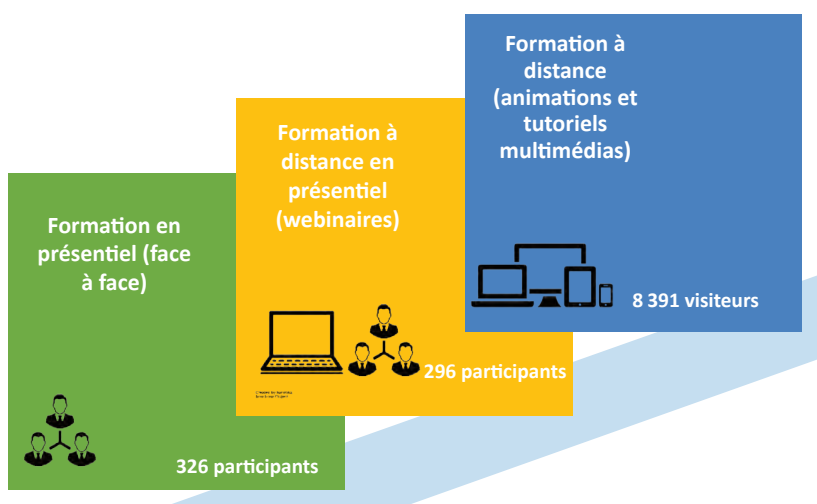 Formation à
distance
(animations et
tutoriels
multimédias)
8 391 visiteurs
Formation à
distance en
présentiel
(webinaires)
296 participants
Formation en
présentiel (face
à face)
326 participants